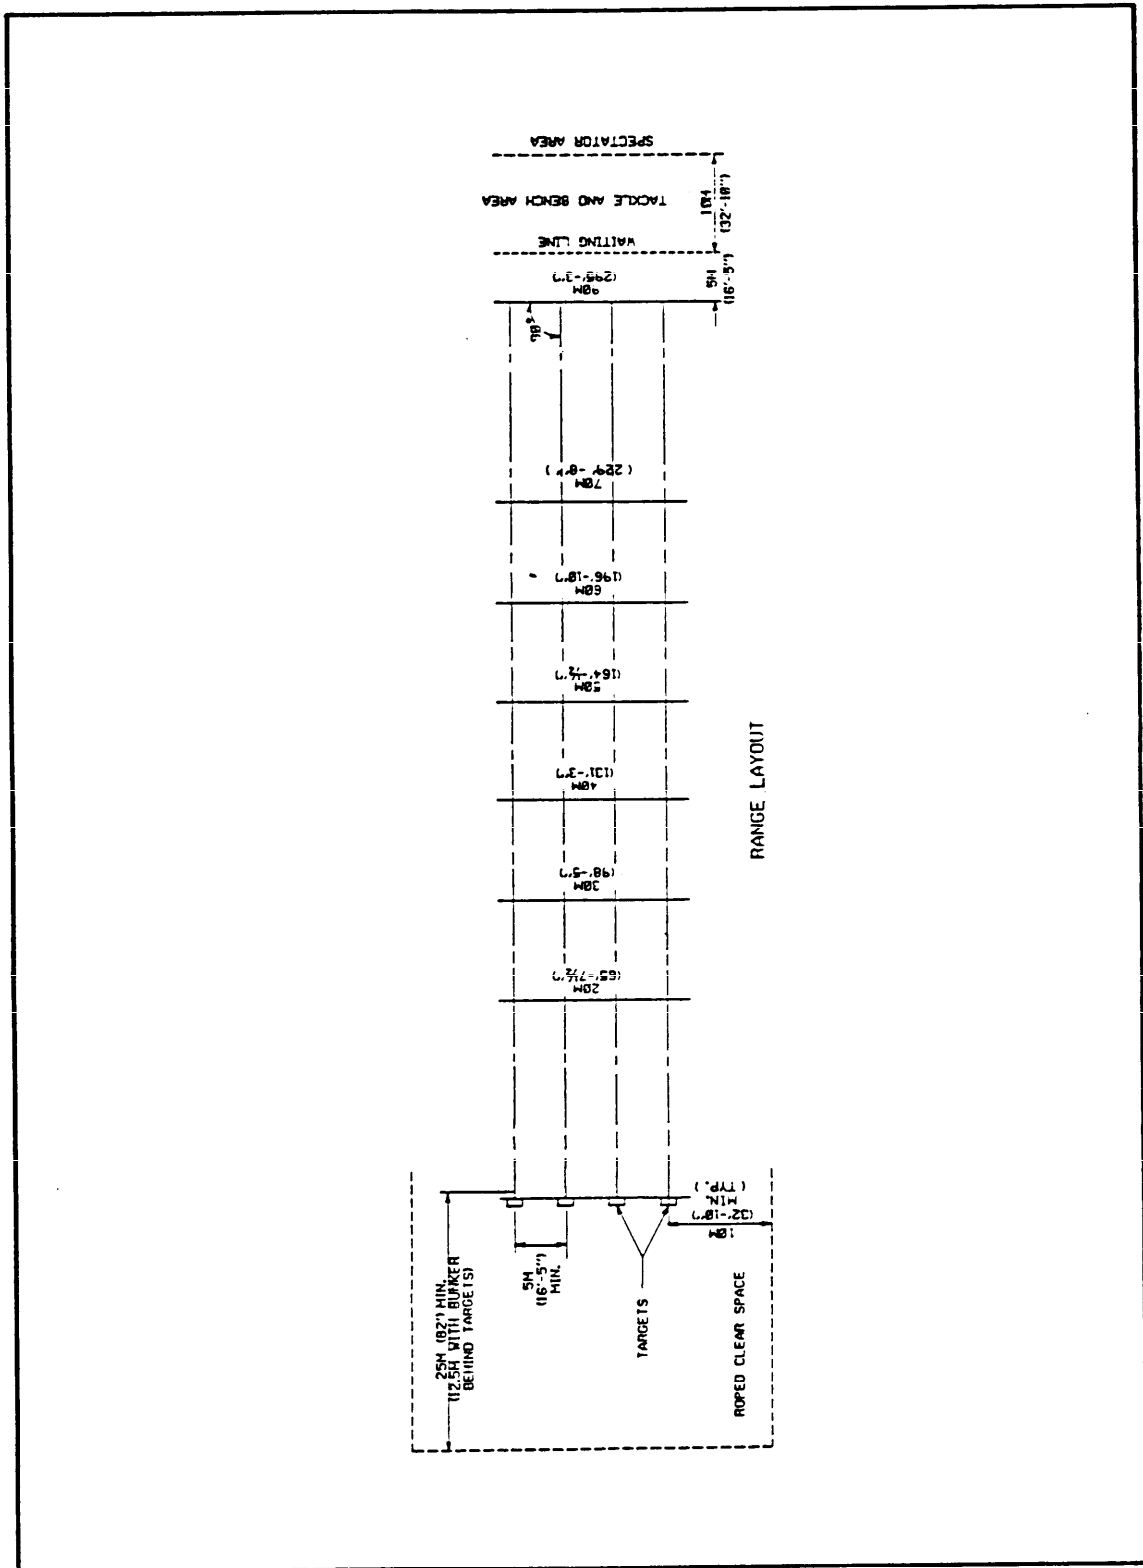 SPECTATOR AREA
TACKLE AND BENCH AREA
10M
(32'-10")
WAITING LINE
5M
(16'-5")
90M
(295'-3")
90°
70M
(229'-8")
60M
(196'-10")
50M
(164'-½")
40M
(131'-3")
30M
(98'-5")
20M
(65'-7½")
RANGE LAYOUT
25M (82') MIN.
(12.5M WITH BUNKER
BEHIND TARGETS)
5M
(16'-5")
MIN.
TARGETS
10M
(32'-10")
MIN.
(TYP.)
ROPED CLEAR SPACE